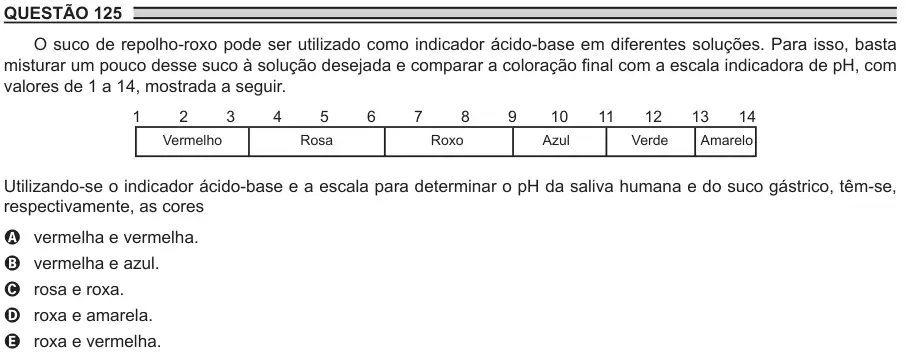 QUESTÃO 125
O suco de repolho-roxo pode ser utilizado como indicador ácido-base em diferentes soluções. Para isso, basta
misturar um pouco desse suco à solução desejada e comparar a coloração final com a escala indicadora de pH, com
valores de 1 a 14, mostrada a seguir.
1 2 3 4 5 6 7 8 9 10 11 12 13 14
Vermelho Rosa Roxo Azul Verde Amarelo
Utilizando-se o indicador ácido-base e a escala para determinar o pH da saliva humana e do suco gástrico, têm-se,
respectivamente, as cores
A vermelha e vermelha.
B vermelha e azul.
C rosa e roxa.
D roxa e amarela.
E roxa e vermelha.